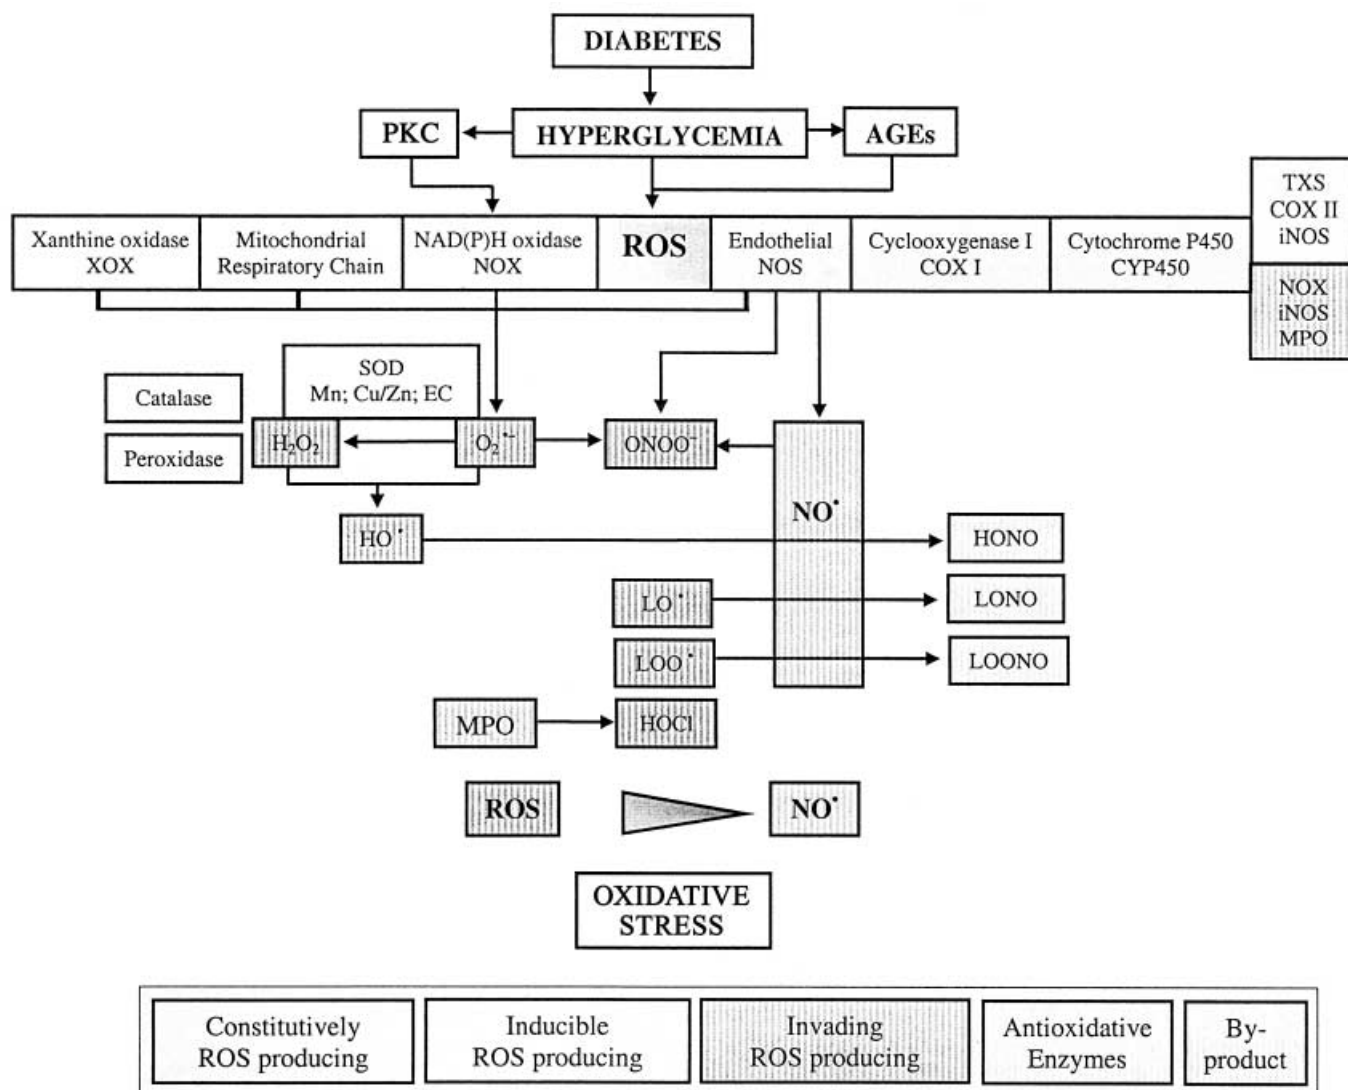 DIABETES
PKC
HYPERGLYCEMIA
AGEs
TXS
COX II
iNOS
Xanthine oxidase
XOX
Mitochondrial
Respiratory Chain
NAD(P)H oxidase
NOX
ROS
Endothelial
NOS
Cyclooxygenase I
COX I
Cytochrome P450
CYP450
NOX
iNOS
MPO
SOD
Mn; Cu/Zn; EC
Catalase
Peroxidase
H₂O₂
O₂•−
ONOO−
NO•
HO•
HONO
LO•
LONO
LOO•
LOONO
MPO
HOCl
ROS
NO•
OXIDATIVE
STRESS
Constitutively
ROS producing
Inducible
ROS producing
Invading
ROS producing
Antioxidative
Enzymes
By-
product